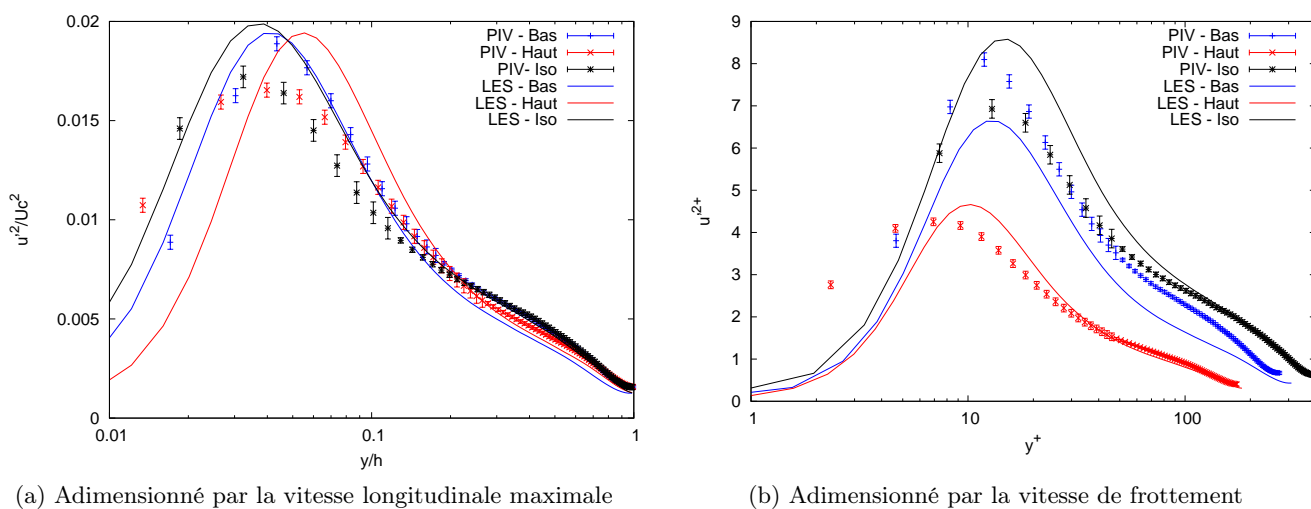 0.02
0.015
0.01
0.005
0
0.01
0.1
1
u'²/Uc²
y/h
PIV - Bas
PIV - Haut
PIV- Iso
LES - Bas
LES - Haut
LES - Iso
(a) Adimensionné par la vitesse longitudinale maximale
9
8
7
6
5
4
3
2
1
0
1
10
100
u'²⁺
y⁺
PIV - Bas
PIV - Haut
PIV- Iso
LES - Bas
LES - Haut
LES - Iso
(b) Adimensionné par la vitesse de frottement